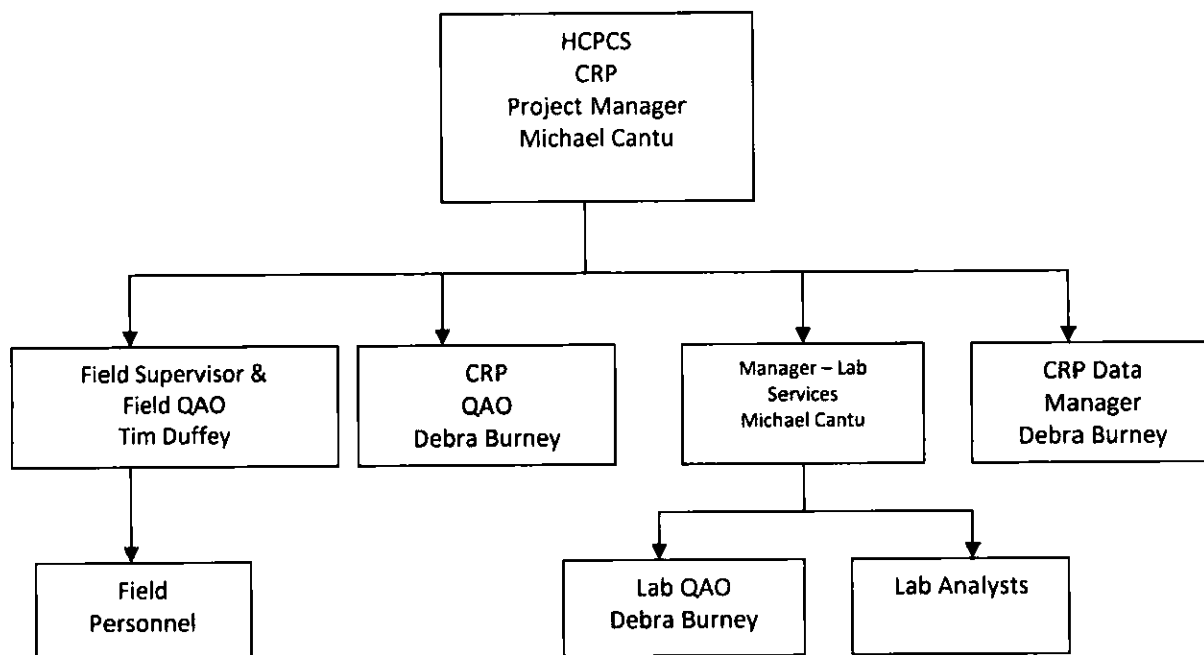 HCPCS
CRP
Project Manager
Michael Cantu
Field Supervisor &
Field QAO
Tim Duffey
CRP
QAO
Debra Burney
Manager – Lab
Services
Michael Cantu
CRP Data
Manager
Debra Burney
Field
Personnel
Lab QAO
Debra Burney
Lab Analysts